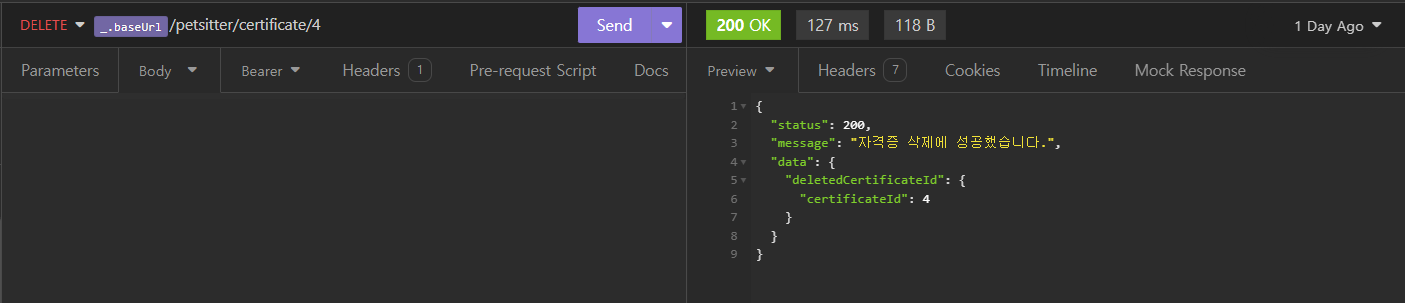 DELETE _.baseUrl /petsitter/certificate/4 Send 200 OK 127 ms 118 B 1 Day Ago
Parameters Body Bearer Headers 1 Pre-request Script Docs Preview Headers 7 Cookies Timeline Mock Response
1 {
2 "status": 200,
3 "message": "자격증 삭제에 성공했습니다.",
4 "data": {
5 "deletedCertificateId": {
6 "certificateId": 4
7 }
8 }
9 }